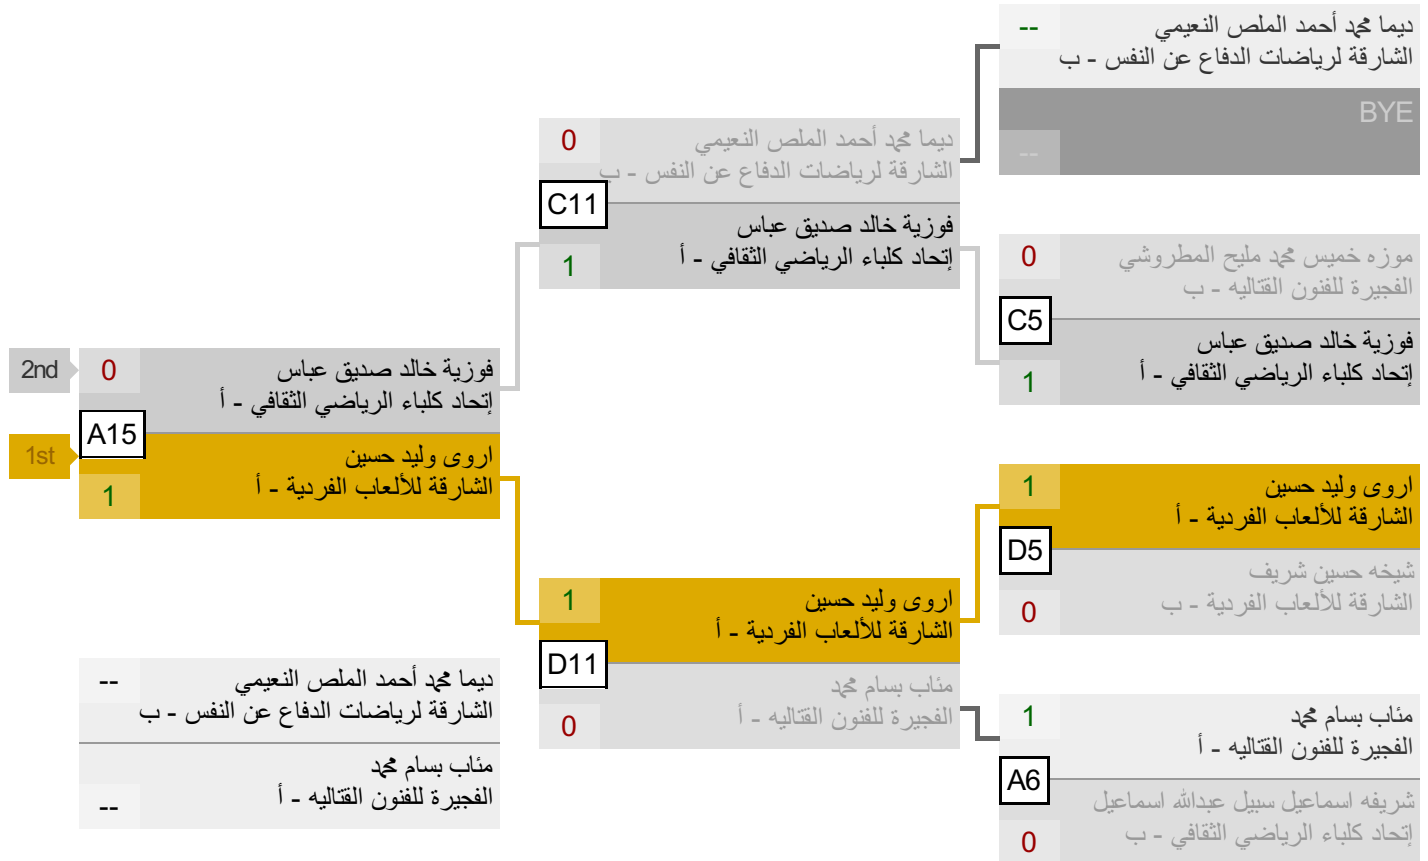 --
ديما محمد أحمد الملص النعيمي
الشارقة لرياضات الدفاع عن النفس - ب
BYE
--
0
ديما محمد أحمد الملص النعيمي
الشارقة لرياضات الدفاع عن النفس - ب
C11
فوزية خالد صديق عباس
إتحاد كلباء الرياضي الثقافي - أ
1
0
موزه خميس محمد مليح المطروشي
الفجيرة للفنون القتاليه - ب
C5
فوزية خالد صديق عباس
إتحاد كلباء الرياضي الثقافي - أ
1
2nd
0
فوزية خالد صديق عباس
إتحاد كلباء الرياضي الثقافي - أ
A15
1st
اروى وليد حسين
الشارقة للألعاب الفردية - أ
1
1
اروى وليد حسين
الشارقة للألعاب الفردية - أ
D5
شيخه حسين شريف
الشارقة للألعاب الفردية - ب
0
1
اروى وليد حسين
الشارقة للألعاب الفردية - أ
D11
مئاب بسام محمد
الفجيرة للفنون القتاليه - أ
0
--
ديما محمد أحمد الملص النعيمي
الشارقة لرياضات الدفاع عن النفس - ب
مئاب بسام محمد
الفجيرة للفنون القتاليه - أ
--
1
مئاب بسام محمد
الفجيرة للفنون القتاليه - أ
A6
شريفه اسماعيل سبيل عبدالله اسماعيل
إتحاد كلباء الرياضي الثقافي - ب
0